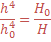 h⁴/h₀⁴ = H₀/H